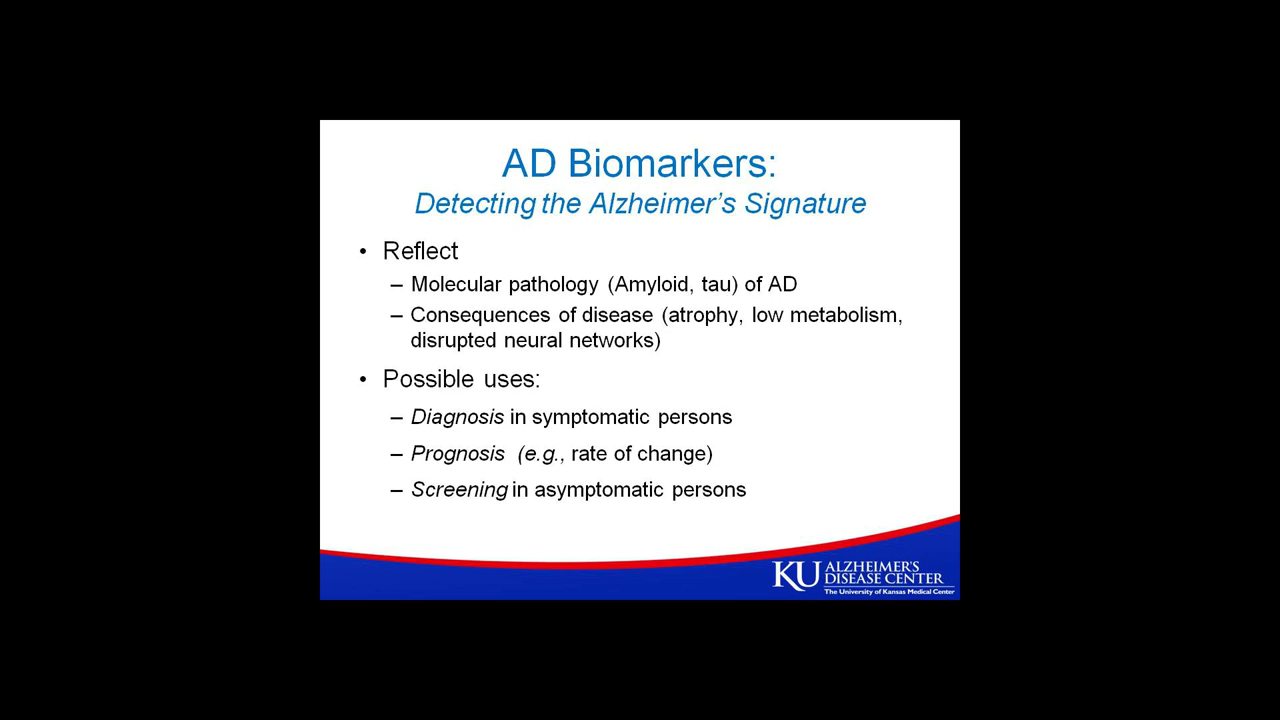 AD Biomarkers:
Detecting the Alzheimer's Signature
• Reflect
– Molecular pathology (Amyloid, tau) of AD
– Consequences of disease (atrophy, low metabolism,
disrupted neural networks)
• Possible uses:
– Diagnosis in symptomatic persons
– Prognosis (e.g., rate of change)
– Screening in asymptomatic persons
KU ALZHEIMER'S
DISEASE CENTER
The University of Kansas Medical Center